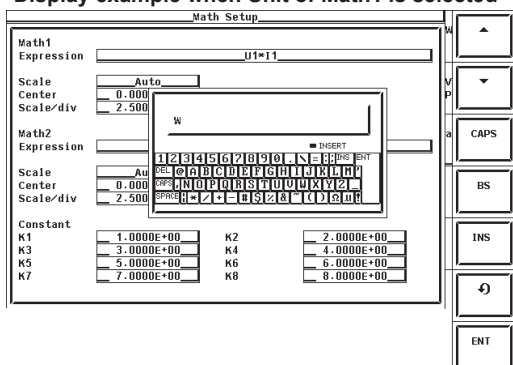 Display example when Unit of Math1 is selected
Math Setup
Math1
Expression U1*I1
Scale Auto
Center 0.000
Scale/div 2.500
W
INSERT
1 2 3 4 5 6 7 8 9 0 . \ = : INS ENT
DEL @ A B C D E F G H I J K L M '
CAPS , N O P Q R S T U V W X Y Z _
SPACE * / + - # $ % & ~ ( ) Ω µ
Math2
Expression
Scale Au
Center 0.000
Scale/div 2.500
Constant
K1 1.0000E+00 K2 2.0000E+00
K3 3.0000E+00 K4 4.0000E+00
K5 5.0000E+00 K6 6.0000E+00
K7 7.0000E+00 K8 8.0000E+00
CAPS
BS
INS
ENT